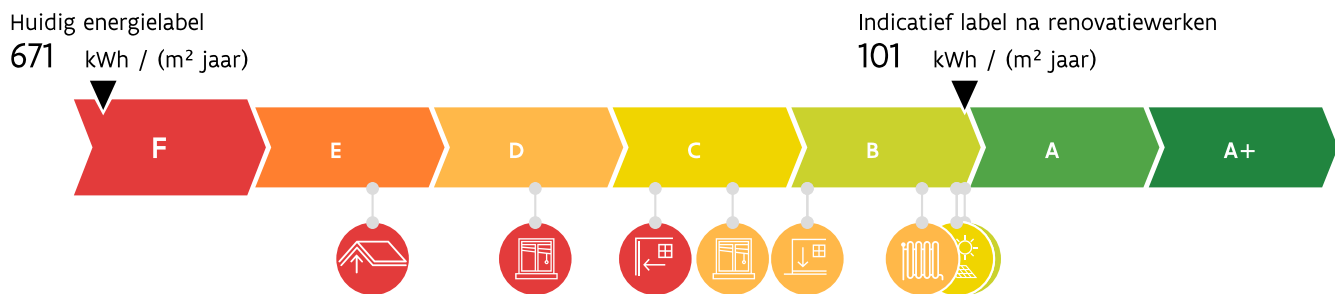 Huidig energielabel
671 kWh / (m² jaar)
Indicatief label na renovatiewerken
101 kWh / (m² jaar)
F
E
D
C
B
A
A+